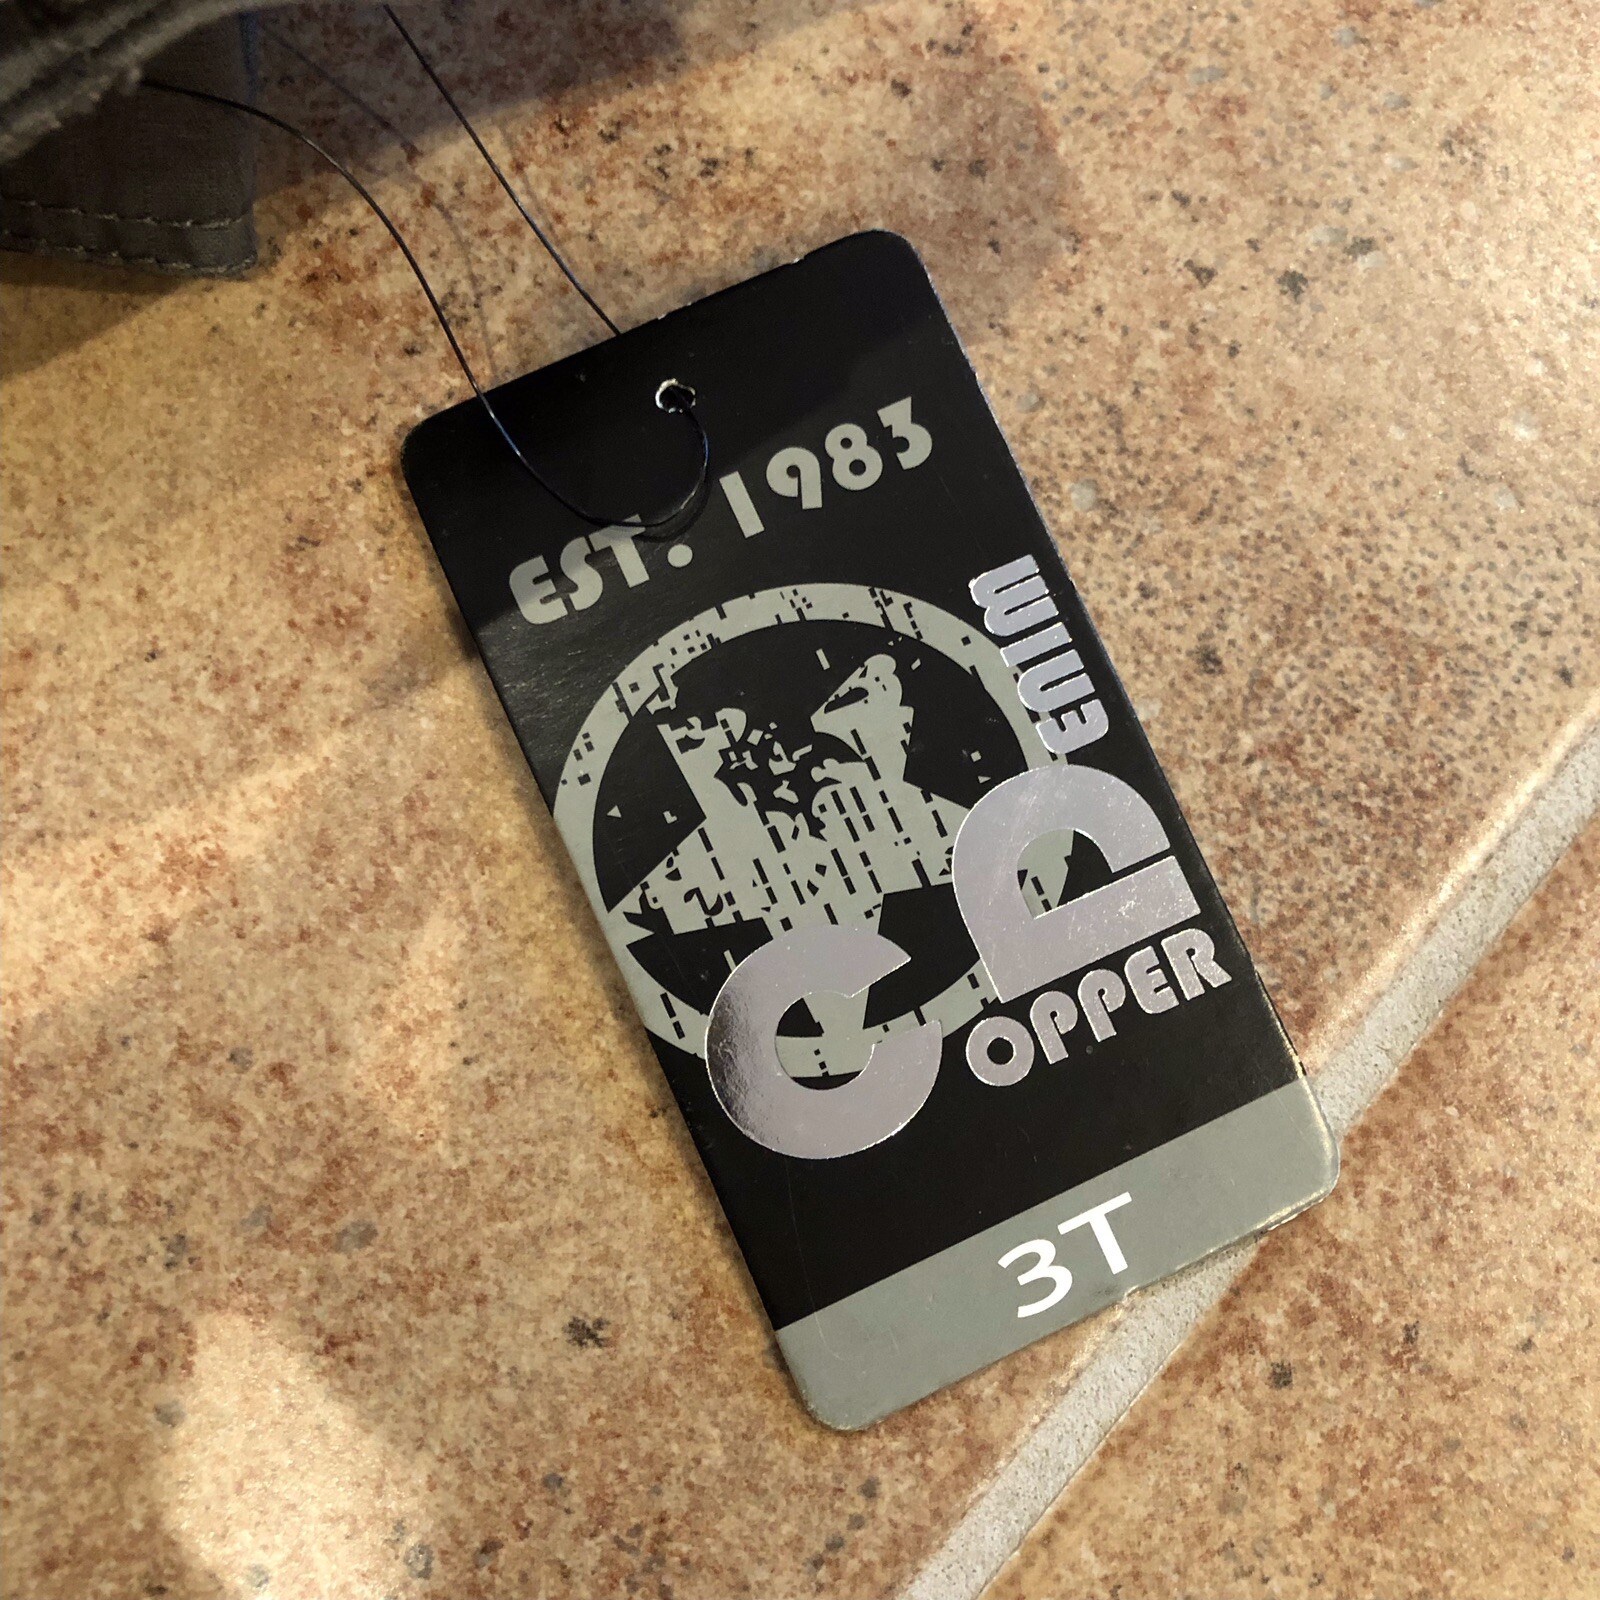 EST. 1983
DENIM
COPPER
3T